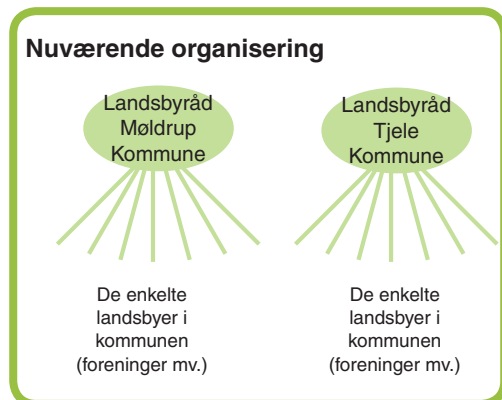 Nuværende organisering
Landsbyråd
Møldrup
Kommune
Landsbyråd
Tjele
Kommune
De enkelte
landsbyer i
kommunen
(foreninger mv.)
De enkelte
landsbyer i
kommunen
(foreninger mv.)